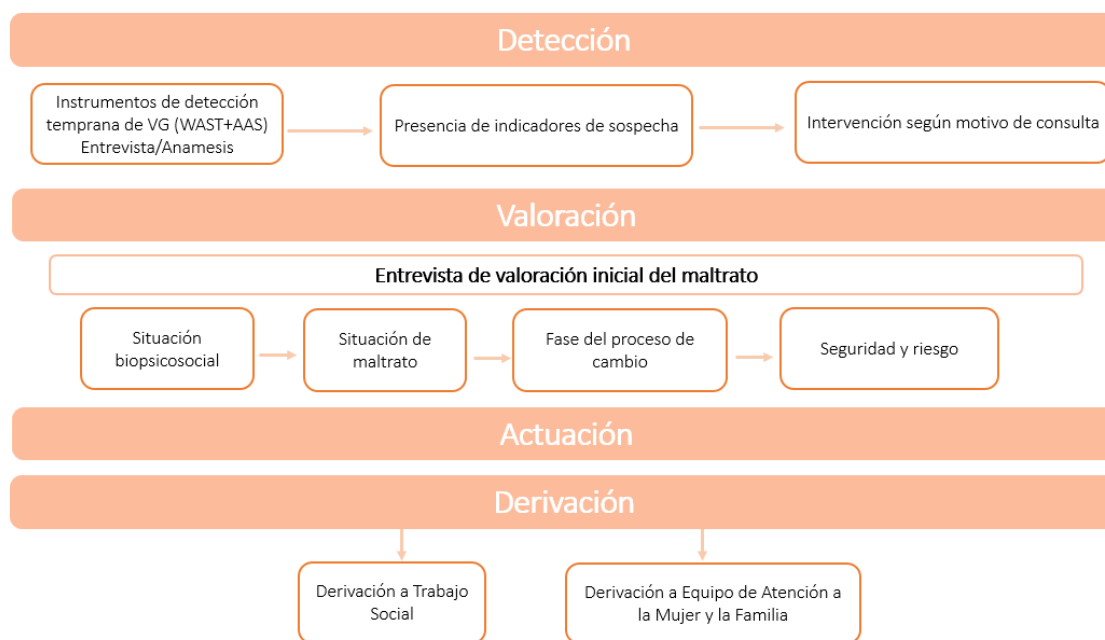 Detección
Instrumentos de detección
temprana de VG (WAST+AAS)
Entrevista/Anamesis
Presencia de indicadores de sospecha
Intervención según motivo de consulta
Valoración
Entrevista de valoración inicial del maltrato
Situación
biopsicosocial
Situación de
maltrato
Fase del proceso de
cambio
Seguridad y riesgo
Actuación
Derivación
Derivación a Trabajo
Social
Derivación a Equipo de Atención a
la Mujer y la Familia